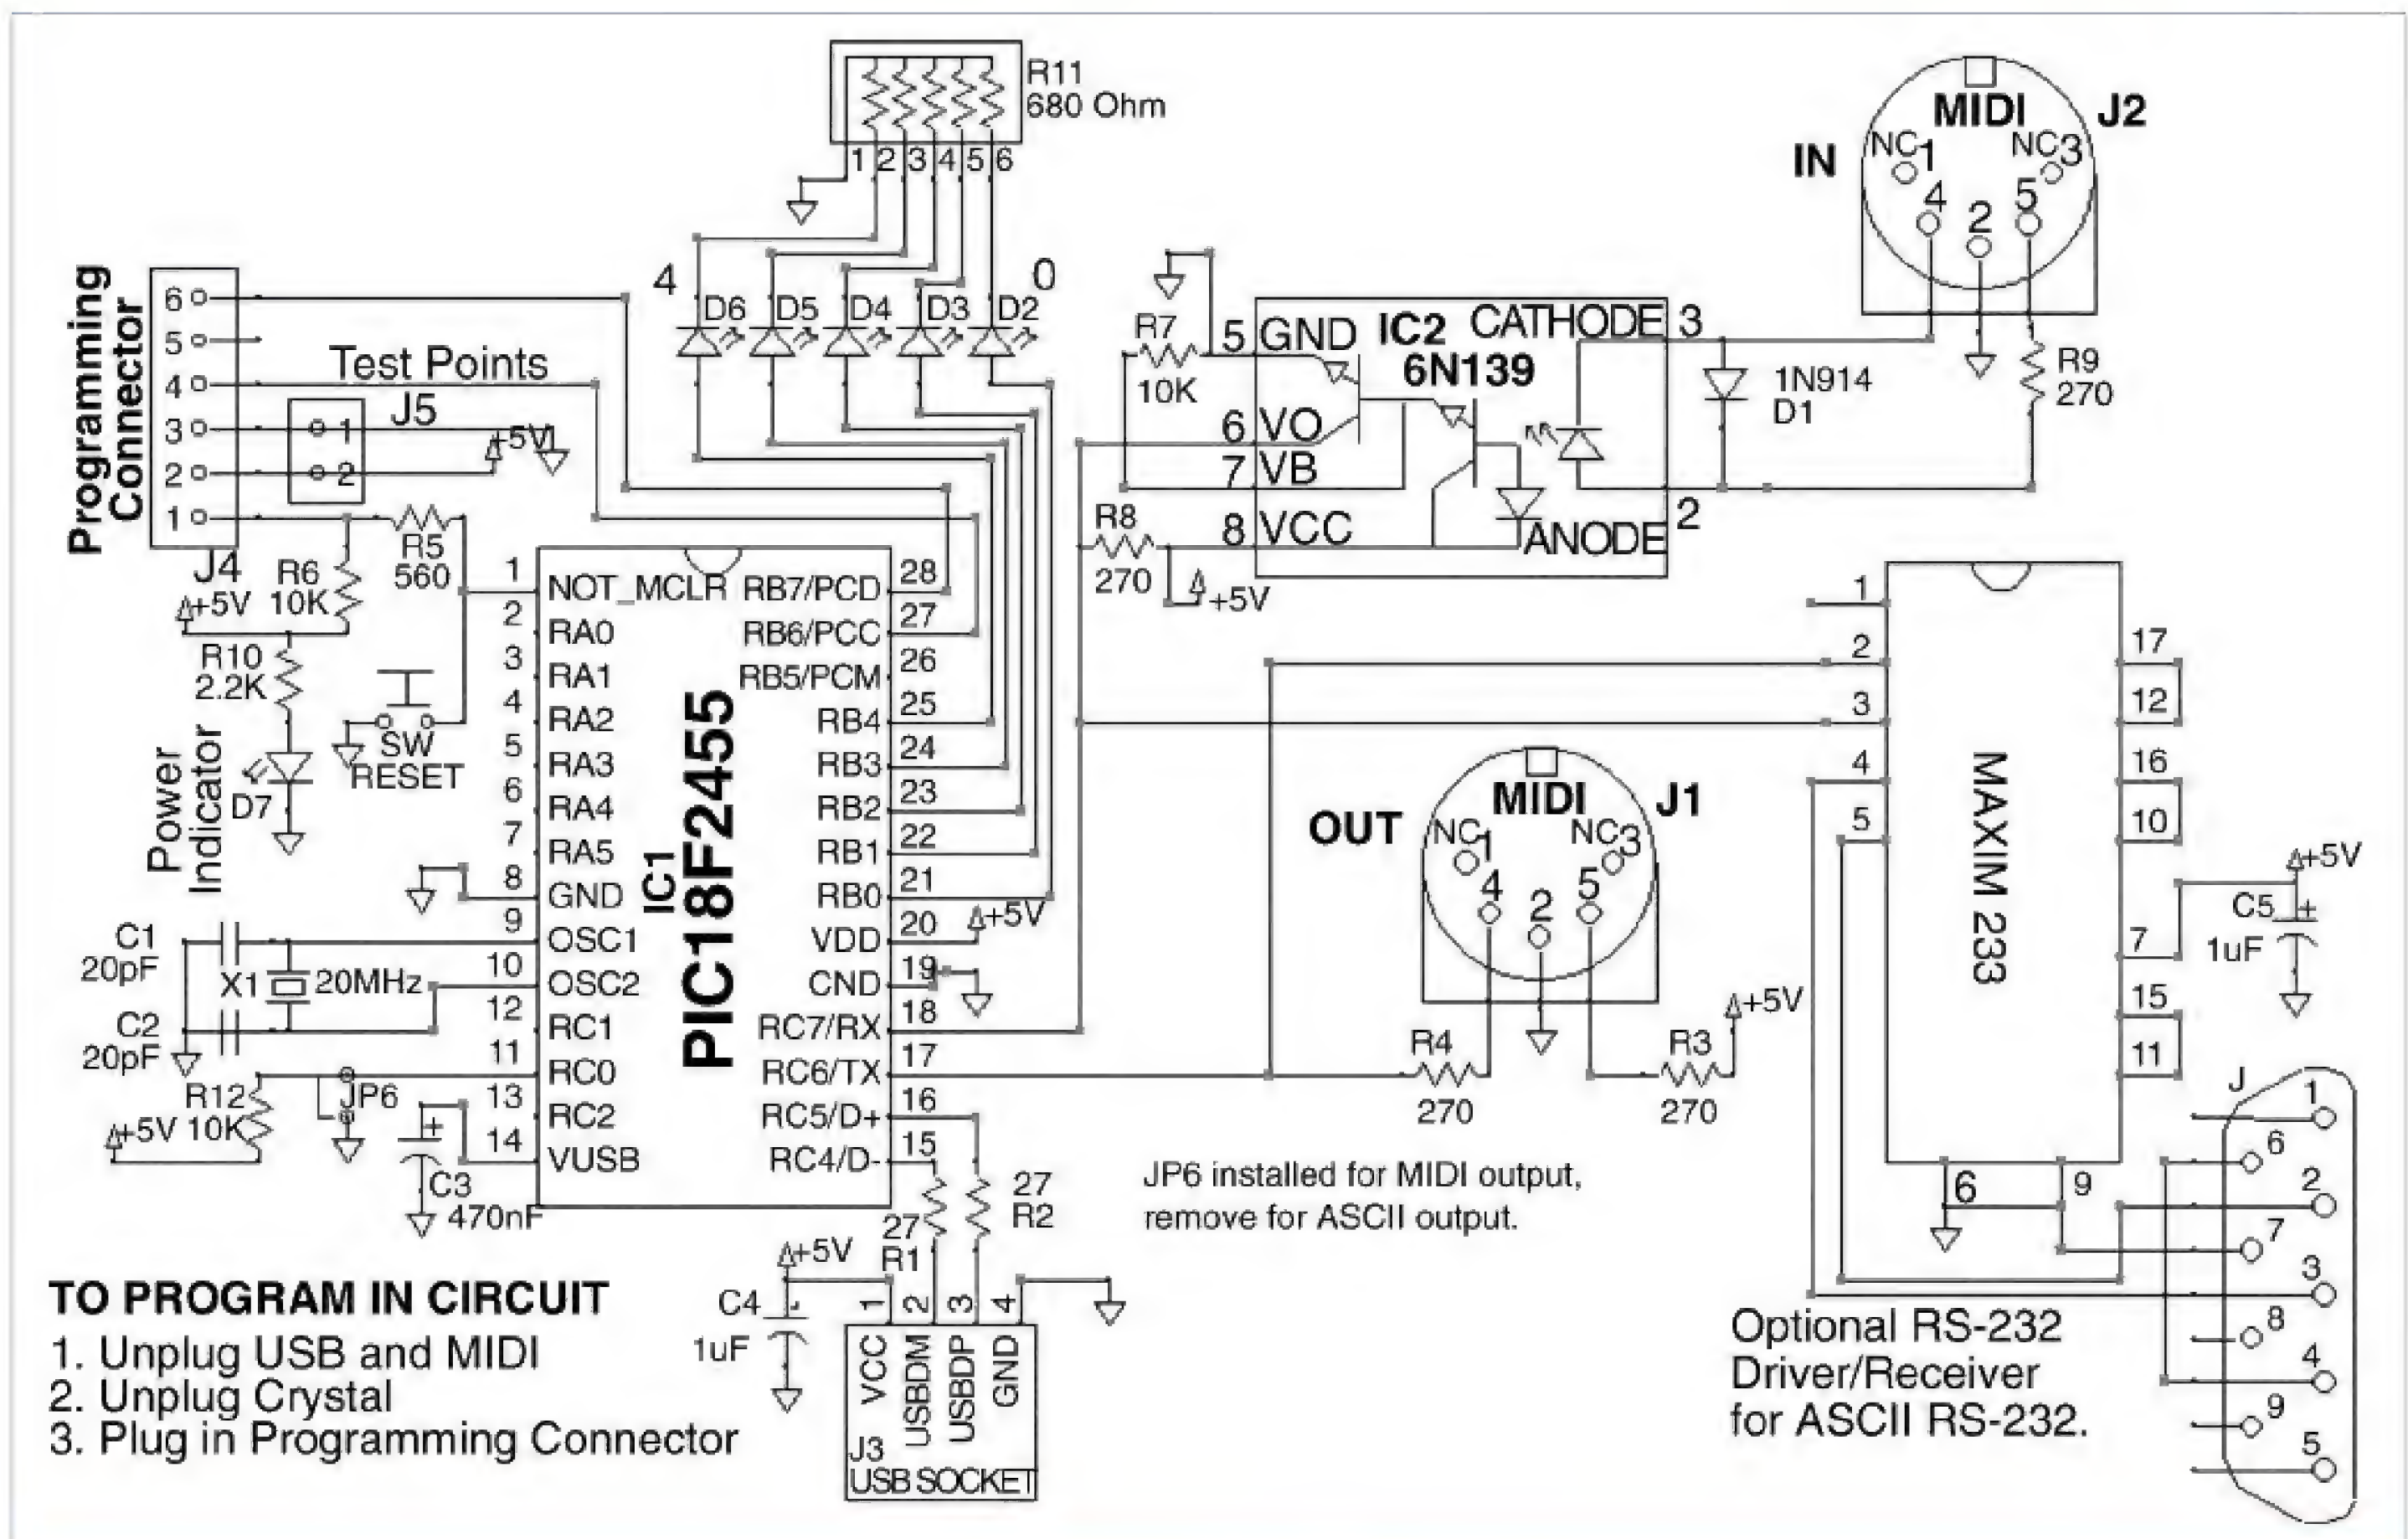 R11
680 Ohm
1 2 3 4 5 6
4
0
D6 D5 D4 D3 D2
Programming
Connector
6
5
4
3
2
1
J4
Test Points
J5
1
2
+5V
R5
560
R6
10K
+5V
R10
2.2K
Power
Indicator
D7
SW
RESET
C1
20pF
X1
20MHz
C2
20pF
R12
10K
+5V
JP6
C3
470nF
+
IC1
PIC18F2455
1 NOT_MCLR
2 RA0
3 RA1
4 RA2
5 RA3
6 RA4
7 RA5
8 GND
9 OSC1
10 OSC2
12 RC1
11 RC0
13 RC2
14 VUSB
RB7/PCD 28
RB6/PCC 27
RB5/PCM 26
RB4 25
RB3 24
RB2 23
RB1 22
RB0 21
VDD 20
+5V
CND 19
RC7/RX 18
RC6/TX 17
RC5/D+ 16
RC4/D- 15
27
R1
27
R2
+5V
C4
1uF
1 2 3 4
VCC
USBDM
USBDP
GND
J3
USB SOCKET
R7
10K
R8
270
+5V
5 GND
6 VO
7 VB
8 VCC
IC2
6N139
CATHODE 3
ANODE 2
1N914
D1
R9
270
IN
MIDI
J2
NC 1
NC 3
4 2 5
OUT
MIDI
J1
NC 1
NC 3
4 2 5
R4
270
R3
270
+5V
JP6 installed for MIDI output,
remove for ASCII output.
MAXIM 233
1
2
3
4
5
17
12
16
10
7
15
11
6
9
+5V
C5
+
1uF
J
1
6
2
7
3
8
4
9
5
Optional RS-232
Driver/Receiver
for ASCII RS-232.
TO PROGRAM IN CIRCUIT
1. Unplug USB and MIDI
2. Unplug Crystal
3. Plug in Programming Connector